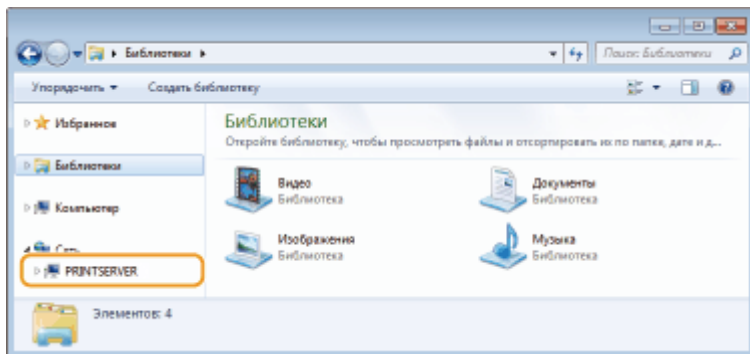 Библиотеки
Поиск: Библиотеки
Упорядочить
Создать библиотеку
Избранное
Библиотеки
Компьютер
Сеть
PRINTSERVER
Библиотеки
Откройте библиотеку, чтобы просмотреть файлы и отсортировать их по папке, дате и д...
Видео
Библиотека
Документы
Библиотека
Изображения
Библиотека
Музыка
Библиотека
Элементов: 4